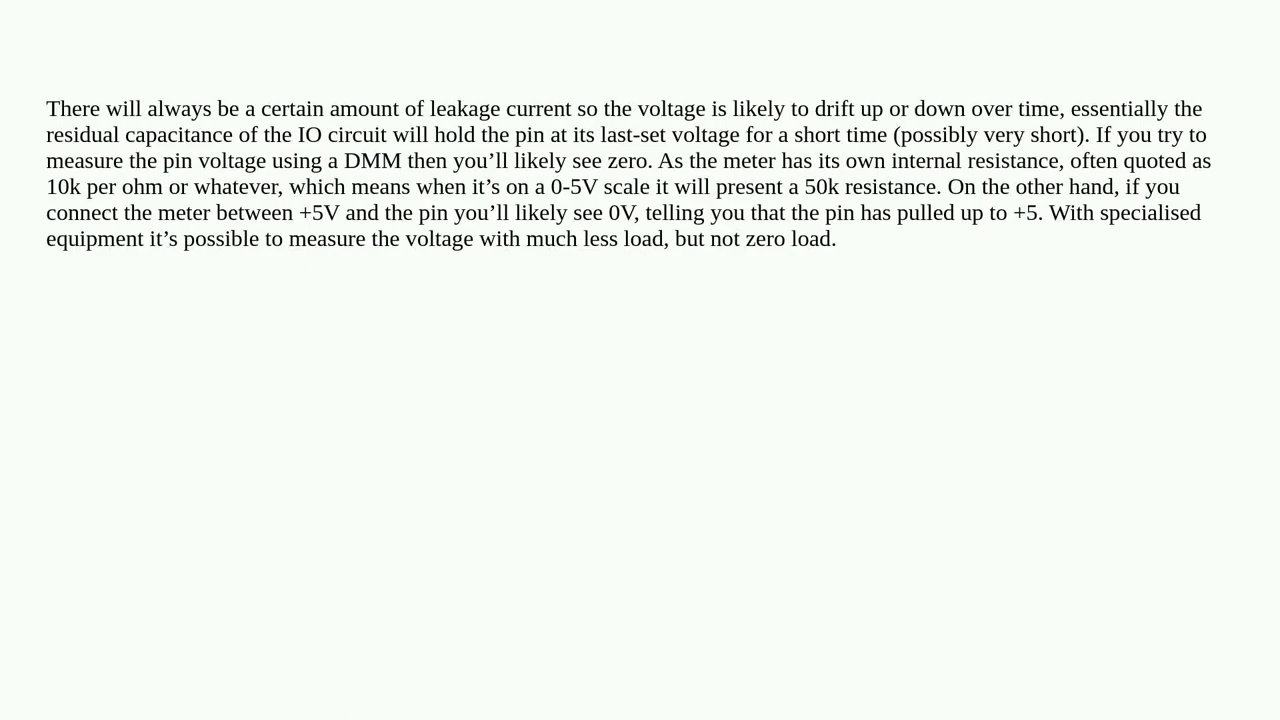 There will always be a certain amount of leakage current so the voltage is likely to drift up or down over time, essentially the
residual capacitance of the IO circuit will hold the pin at its last-set voltage for a short time (possibly very short). If you try to
measure the pin voltage using a DMM then you’ll likely see zero. As the meter has its own internal resistance, often quoted as
10k per ohm or whatever, which means when it’s on a 0-5V scale it will present a 50k resistance. On the other hand, if you
connect the meter between +5V and the pin you’ll likely see 0V, telling you that the pin has pulled up to +5. With specialised
equipment it’s possible to measure the voltage with much less load, but not zero load.